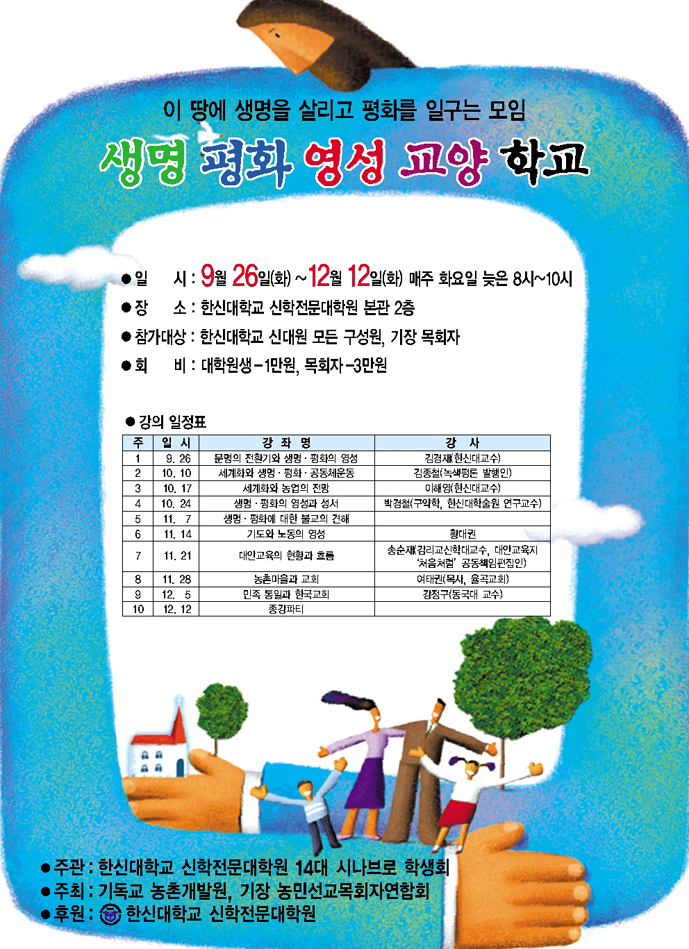 이 땅에 생명을 살리고 평화를 일구는 모임
생명 평화 영성 교양 학교
● 일 시 : 9월 26일(화) ~ 12월 12일(화) 매주 화요일 늦은 8시~10시
● 장 소 : 한신대학교 신학전문대학원 본관 2층
● 참가대상 : 한신대학교 신대원 모든 구성원, 기장 목회자
● 회 비 : 대학원생-1만원, 목회자-3만원
● 강의 일정표
주 일 시 강 좌 명 강 사
1 9. 26 문명의 전환기와 생명·평화의 영성 김경재(한신대교수)
2 10. 10 세계화와 생명·평화·공동체운동 김종철(녹색평론 발행인)
3 10. 17 세계화와 농업의 전망 이해영(한신대교수)
4 10. 24 생명·평화의 영성과 성서 박경철(구약학, 한신대학술원 연구교수)
5 11. 7 생명·평화에 대한 불교의 견해
6 11. 14 기도와 노동의 영성 황대권
7 11. 21 대안교육의 현황과 흐름 송순재(감리교신학대교수, 대안교육지
'처음처럼' 공동책임편집인)
8 11. 28 농촌마을과 교회 여태권(목사, 율곡교회)
9 12. 5 민족 통일과 한국교회 강정구(동국대 교수)
10 12. 12 종강파티
● 주관 : 한신대학교 신학전문대학원 14대 시나브로 학생회
● 주최 : 기독교 농촌개발원, 기장 농민선교목회자연합회
● 후원 : 한신대학교 신학전문대학원